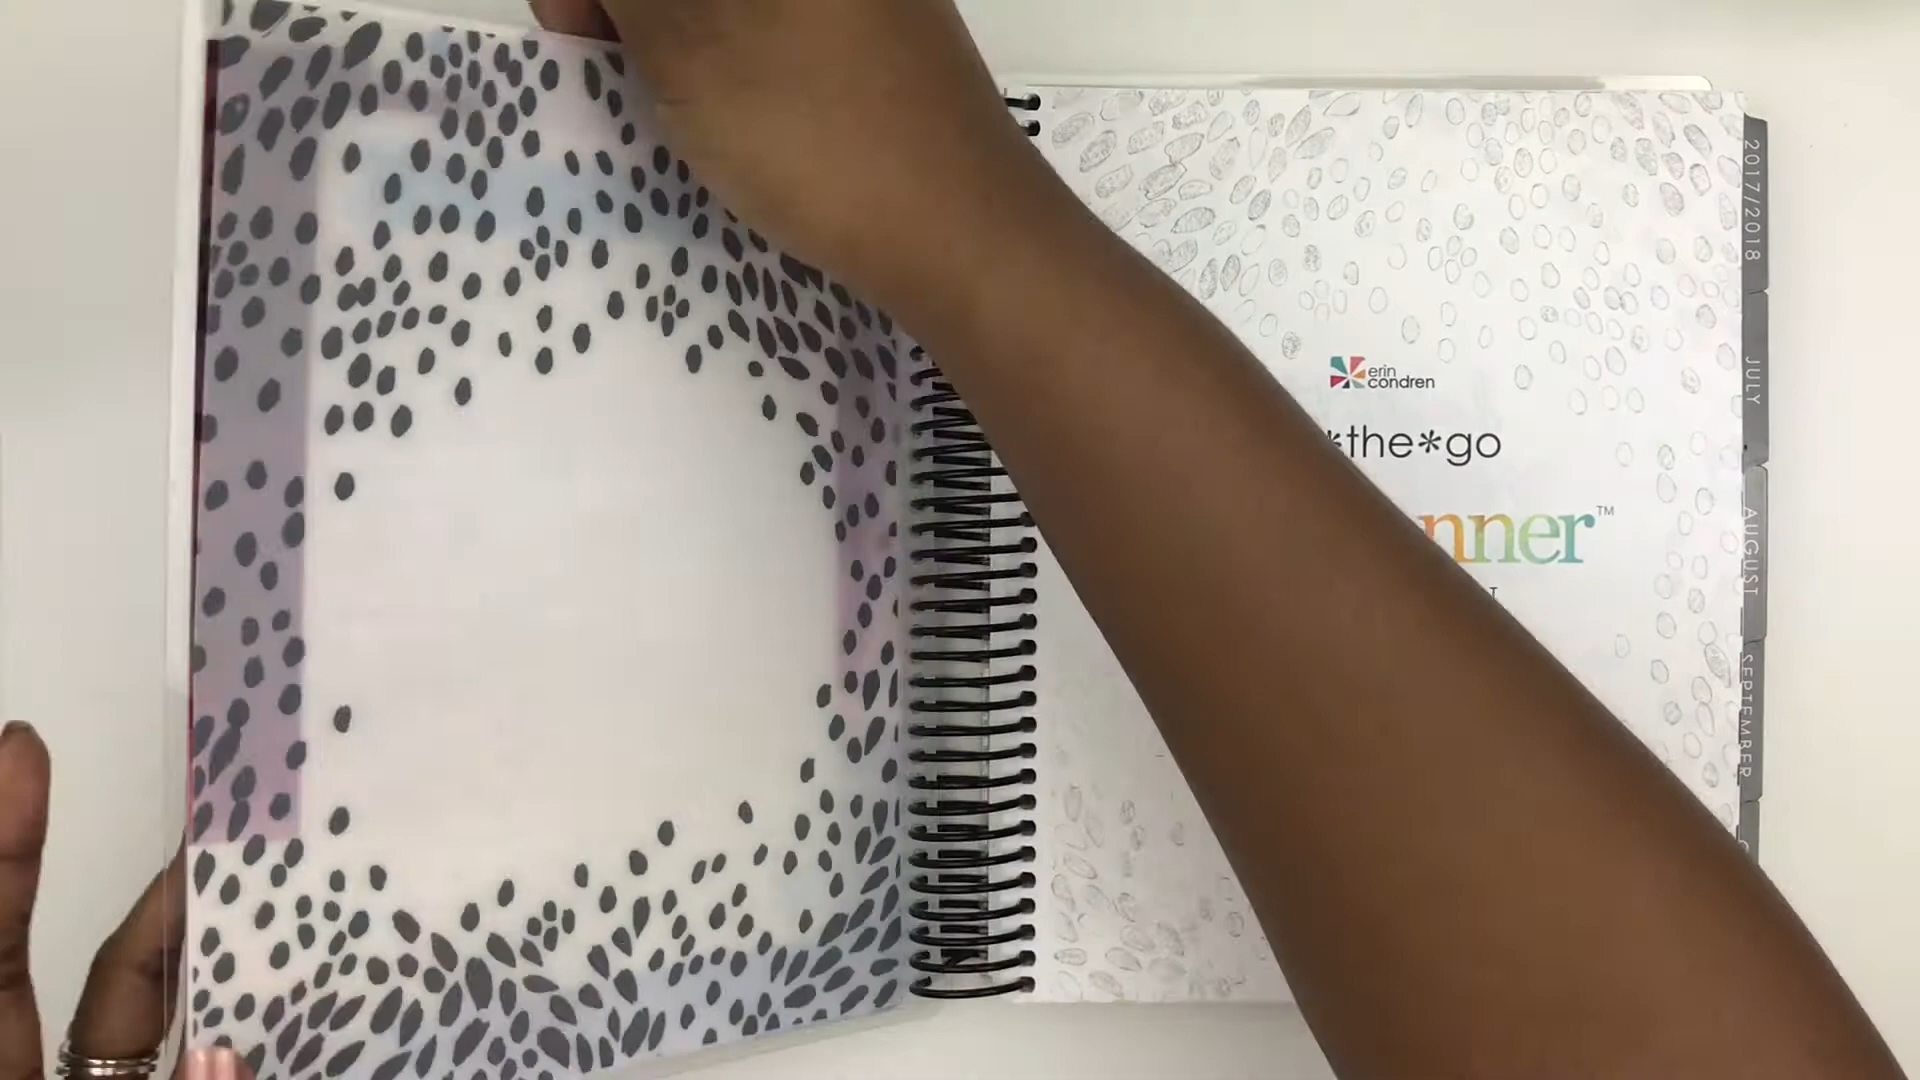 erin
condren
*the*go
nner™
T
2017/2018
JULY
AUGUST
SEPTEMBER